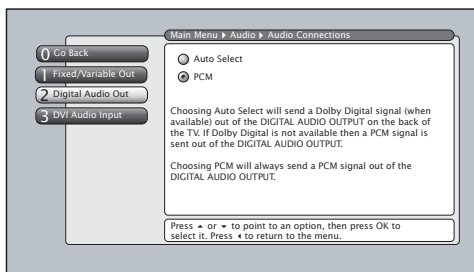 Main Menu ▸ Audio ▸ Audio Connections
0 Go Back
1 Fixed/Variable Out
2 Digital Audio Out
3 DVI Audio Input
Auto Select
PCM
Choosing Auto Select will send a Dolby Digital signal (when
available) out of the DIGITAL AUDIO OUTPUT on the back of
the TV. If Dolby Digital is not available then a PCM signal is
sent out of the DIGITAL AUDIO OUTPUT.
Choosing PCM will always send a PCM signal out of the
DIGITAL AUDIO OUTPUT.
Press ▴ or ▾ to point to an option, then press OK to
select it. Press ◂ to return to the menu.